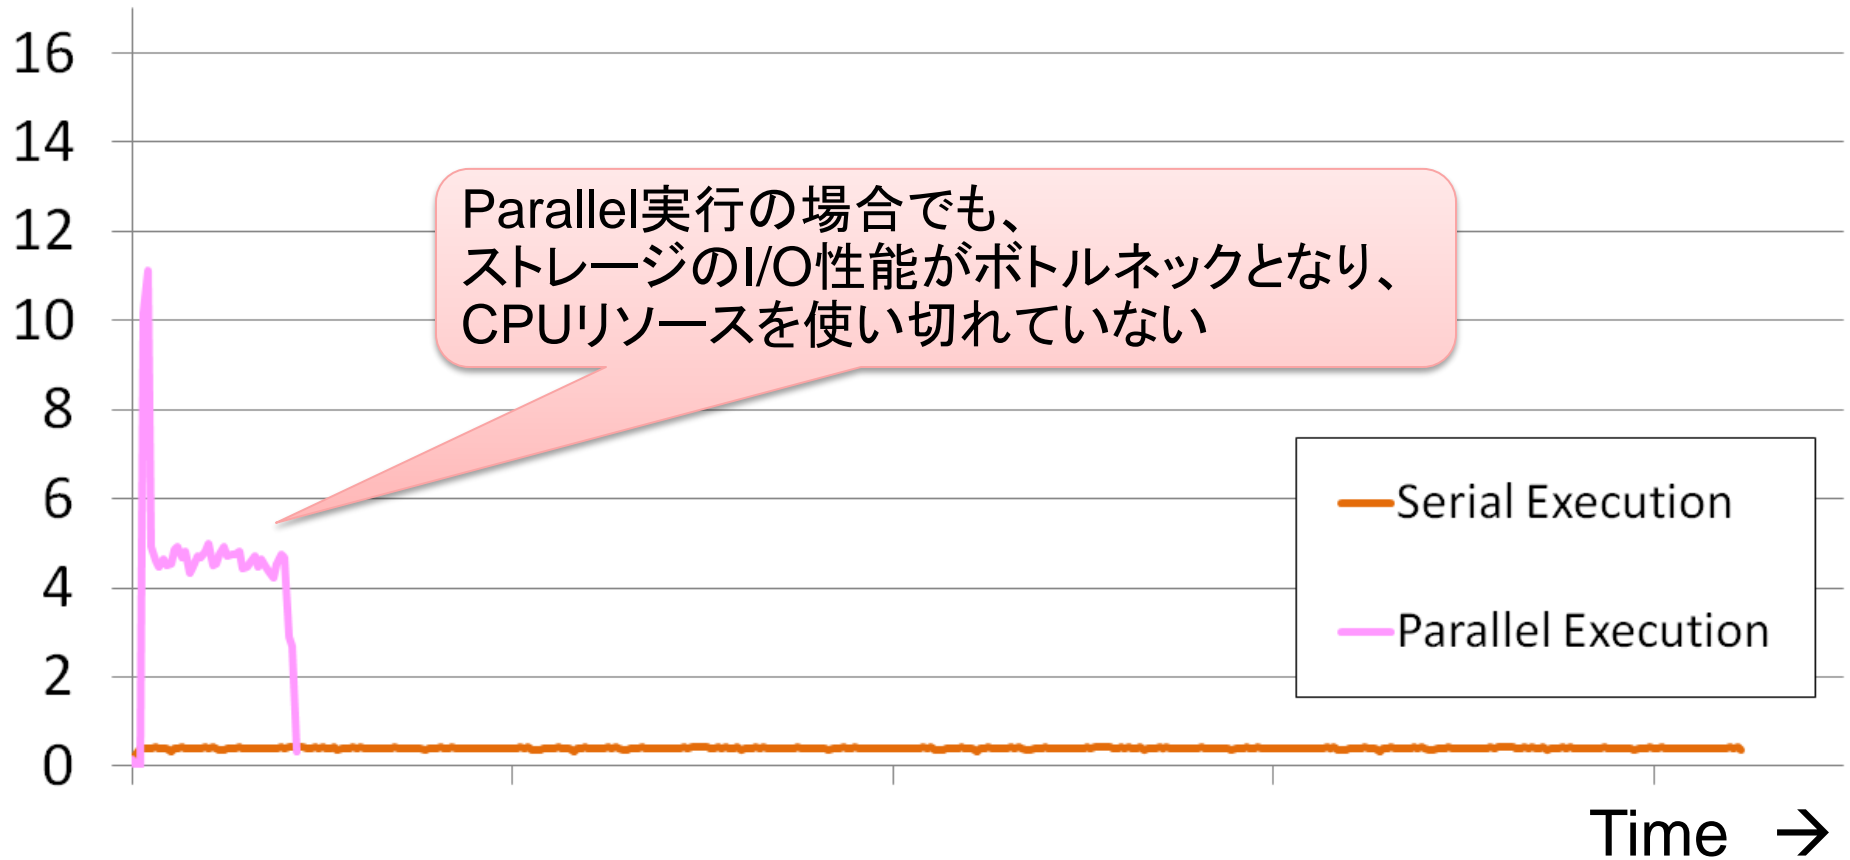 16
14
12
10
8
6
4
2
0
Parallel実行の場合でも、
ストレージのI/O性能がボトルネックとなり、
CPUリソースを使い切れていない
Serial Execution
Parallel Execution
Time →